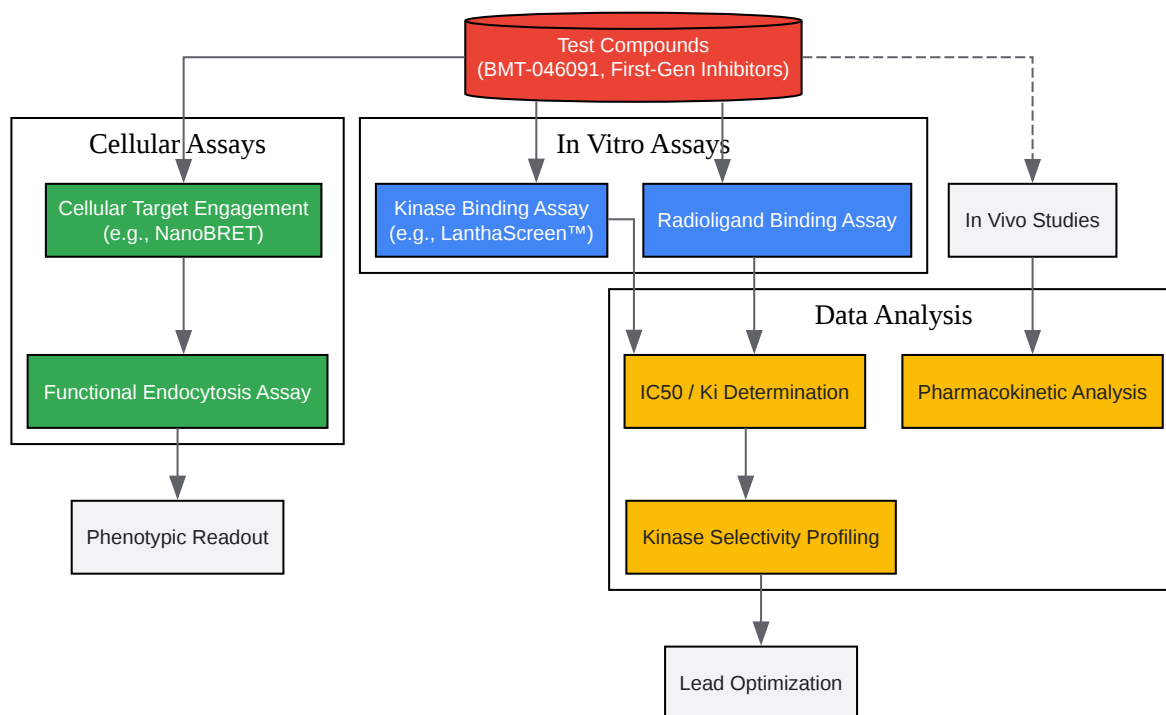 Test Compounds
(BMT-046091, First-Gen Inhibitors)
Cellular Assays
In Vitro Assays
Cellular Target Engagement
(e.g., NanoBRET)
Kinase Binding Assay
(e.g., LanthaScreen™)
Radioligand Binding Assay
In Vivo Studies
Data Analysis
Functional Endocytosis Assay
IC50 / Ki Determination
Pharmacokinetic Analysis
Phenotypic Readout
Kinase Selectivity Profiling
Lead Optimization